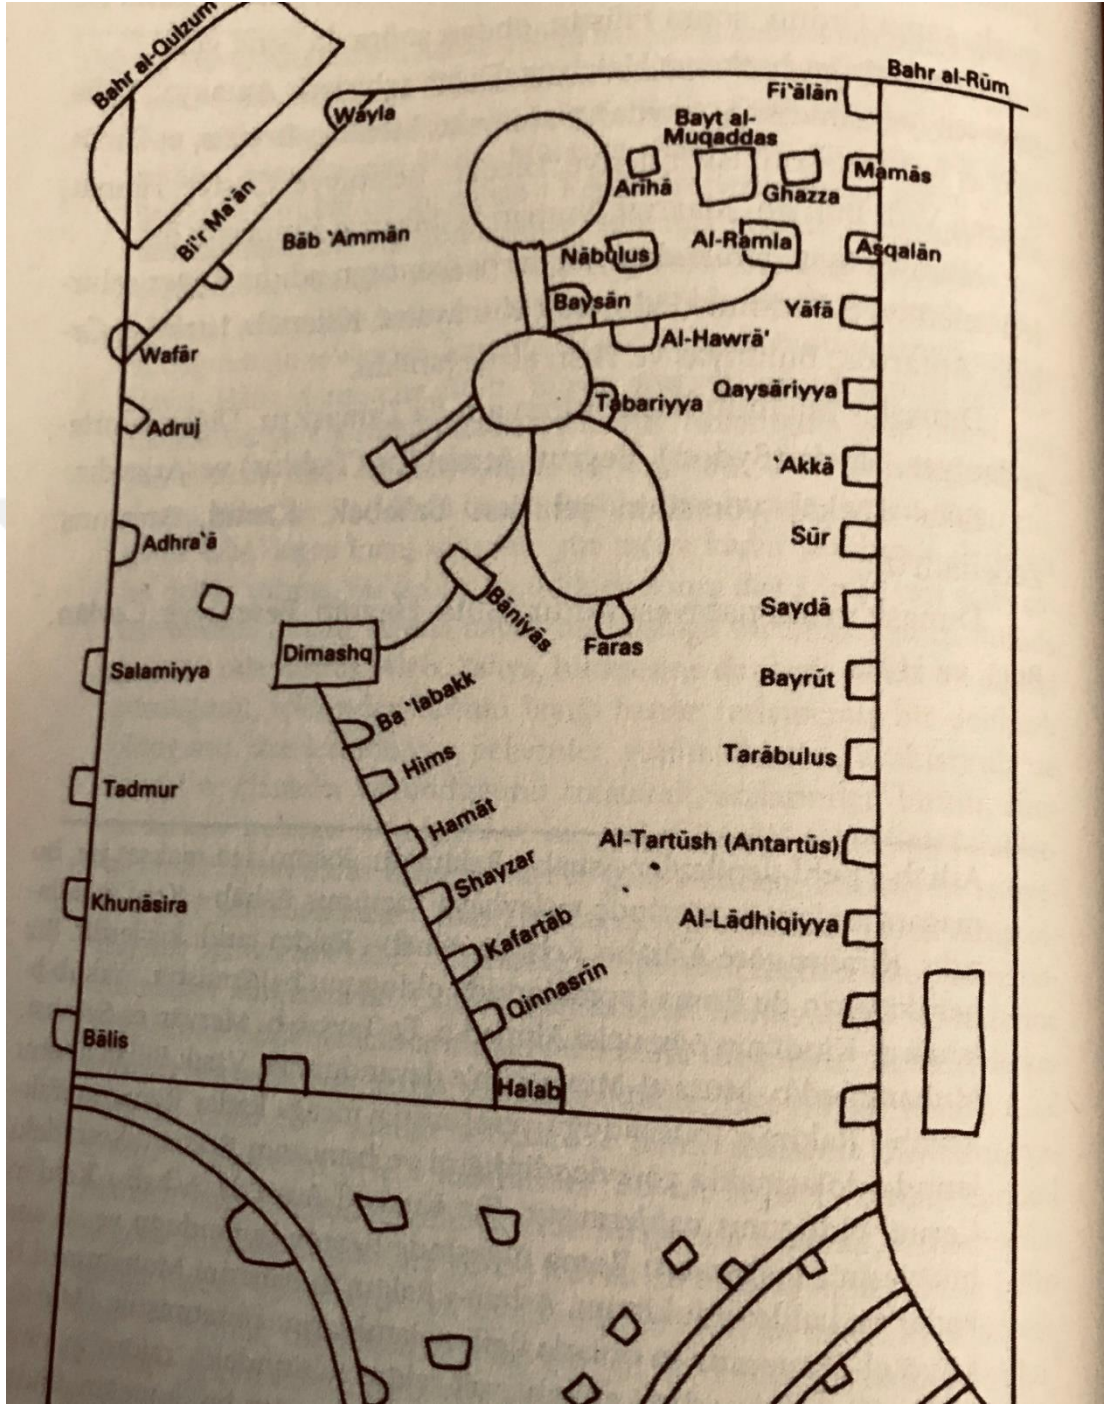 Bahr al-Qulzum
Bahr al-Rūm
Fi`ālān
Wayla
Bayt al-
Muqaddas
Arīhā
Ghazza
Mamās
Bi'r Ma`ān
Bāb `Ammān
Nābulus
Al-Ramla
Asqalān
Baysān
Yāfā
Al-Hawrā'
Wafār
Qaysāriyya
Tabariyya
Adruj
`Akkā
Adhra`ā
Sūr
Bāniyās
Saydā
Faras
Dimashq
Salamiyya
Bayrūt
Ba `labakk
Hims
Tarābulus
Tadmur
Hamāt
Al-Tartūsh (Antartūs)
Shayzar
Khunāsira
Kafartāb
Al-Lādhiqiyya
Qinnasrīn
Bālis
Halab